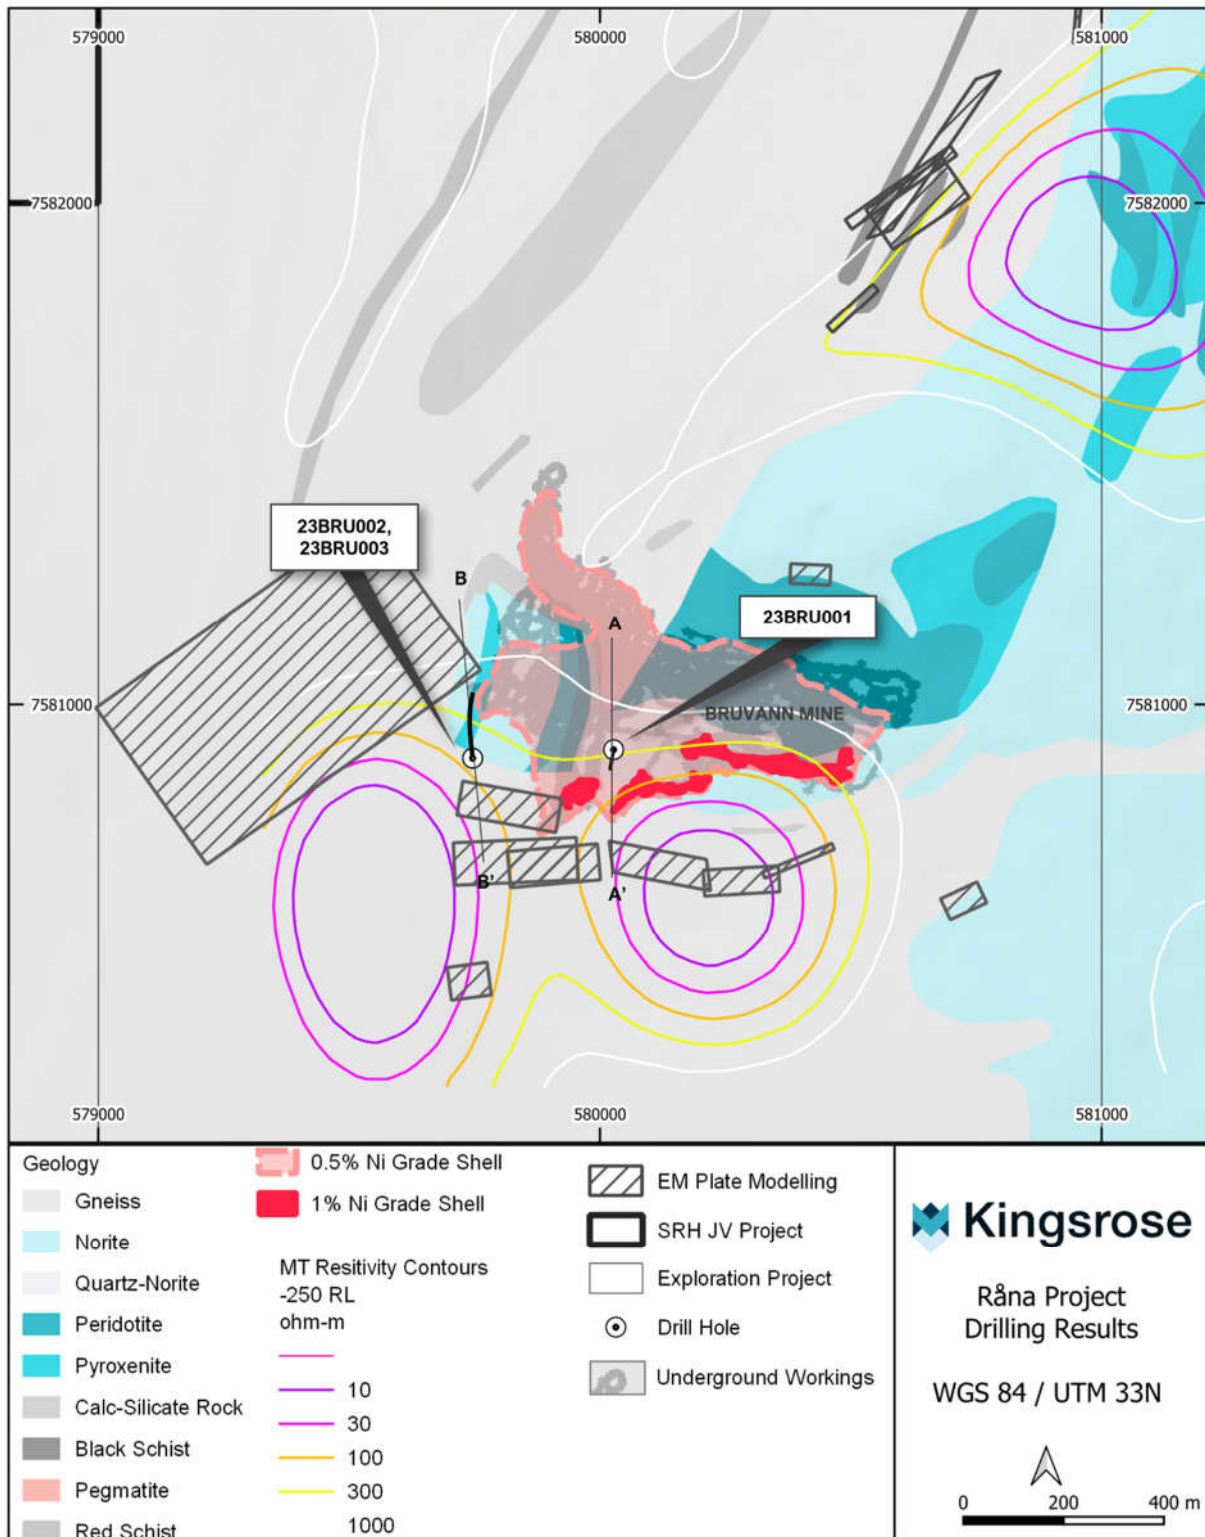 579000
580000
581000
7582000
7582000
23BRU002,
23BRU003
B
A
23BRU001
7581000
BRUVANN MINE
7581000
B'
A'
579000
580000
581000
Geology
Gneiss
Norite
Quartz-Norite
Peridotite
Pyroxenite
Calc-Silicate Rock
Black Schist
Pegmatite
Red Schist
0.5% Ni Grade Shell
1% Ni Grade Shell
MT Resitivity Contours
-250 RL
ohm-m
10
30
100
300
1000
EM Plate Modelling
SRH JV Project
Exploration Project
Drill Hole
Underground Workings
Kingsrose
Råna Project
Drilling Results
WGS 84 / UTM 33N
0 200 400 m